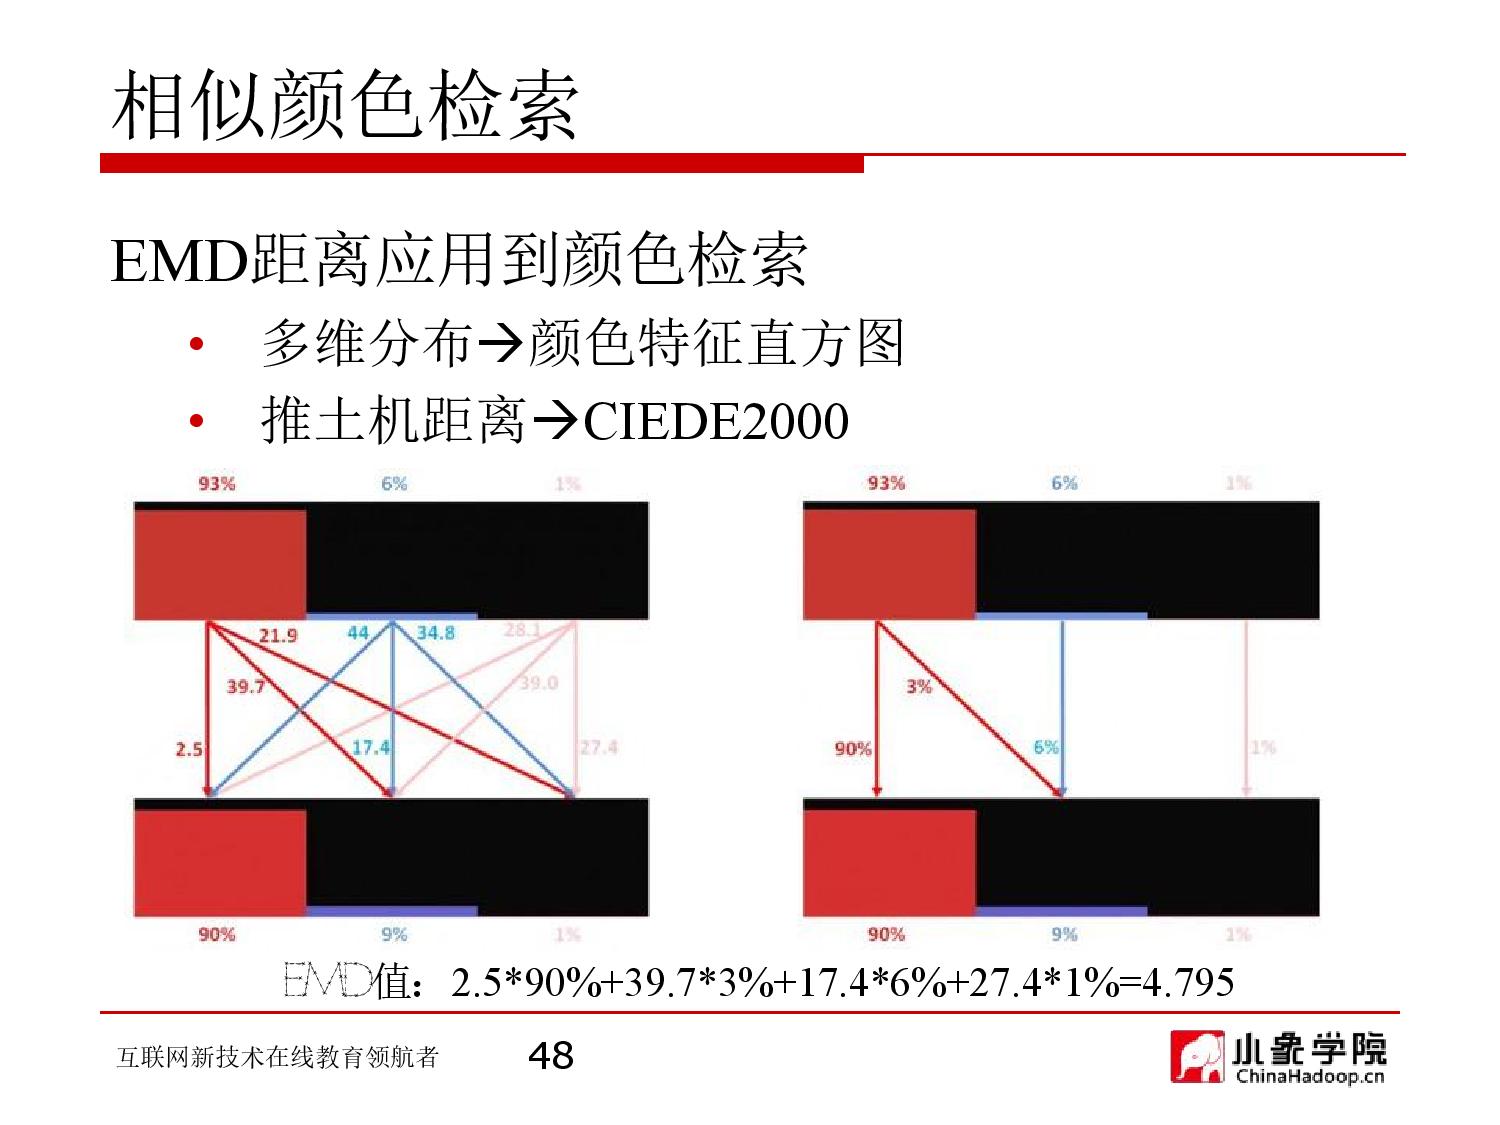 相似颜色检索
EMD距离应用到颜色检索
• 多维分布→颜色特征直方图
• 推土机距离→CIEDE2000
93% 6% 1%
93% 6% 1%
21.9 44 34.8 28.1
39.7 39.0
3%
2.5 17.4 27.4
90% 6% 1%
90% 9% 1%
90% 9% 1%
EMD值：2.5*90%+39.7*3%+17.4*6%+27.4*1%=4.795
互联网新技术在线教育领航者
48
小象学院
ChinaHadoop.cn